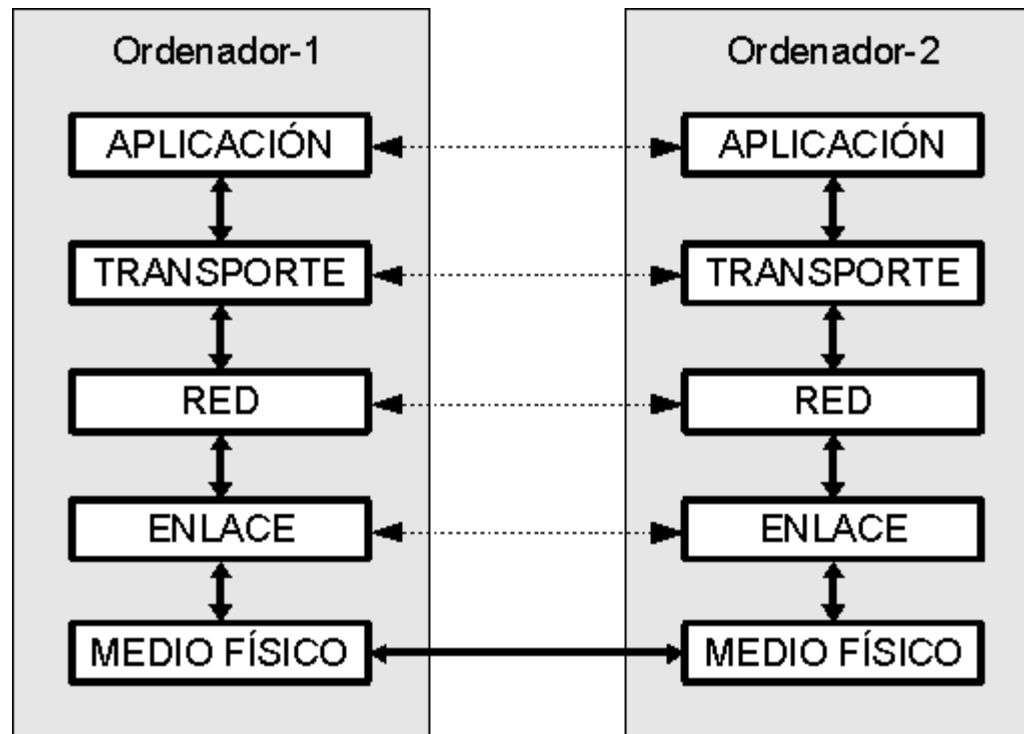 Ordenador-1
APLICACIÓN
TRANSPORTE
RED
ENLACE
MEDIO FÍSICO
Ordenador-2
APLICACIÓN
TRANSPORTE
RED
ENLACE
MEDIO FÍSICO